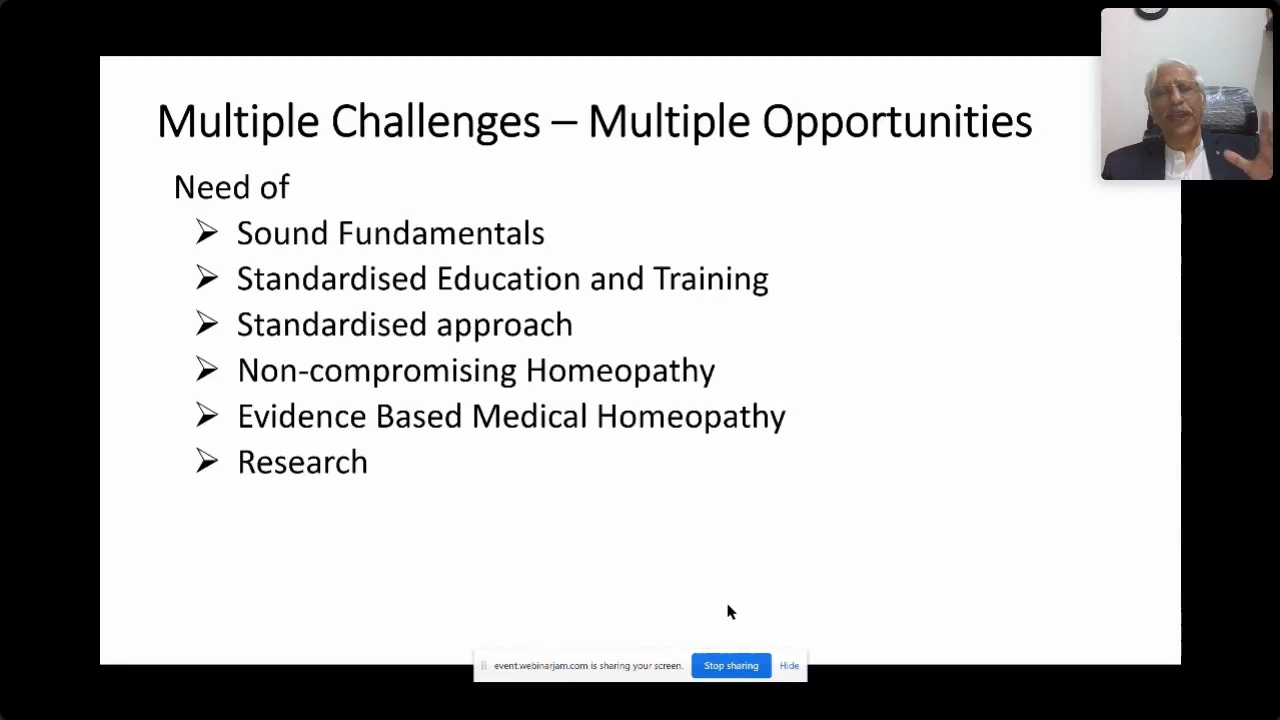 Multiple Challenges – Multiple Opportunities
Need of
Sound Fundamentals
Standardised Education and Training
Standardised approach
Non-compromising Homeopathy
Evidence Based Medical Homeopathy
Research
event.webinarjam.com is sharing your screen. Stop sharing Hide